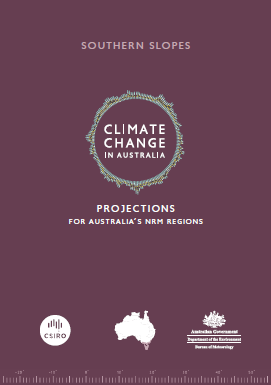 SOUTHERN SLOPES
CLIMATE
CHANGE
IN AUSTRALIA
PROJECTIONS
FOR AUSTRALIA'S NRM REGIONS
CSIRO
Australian Government
Department of the Environment
Bureau of Meteorology